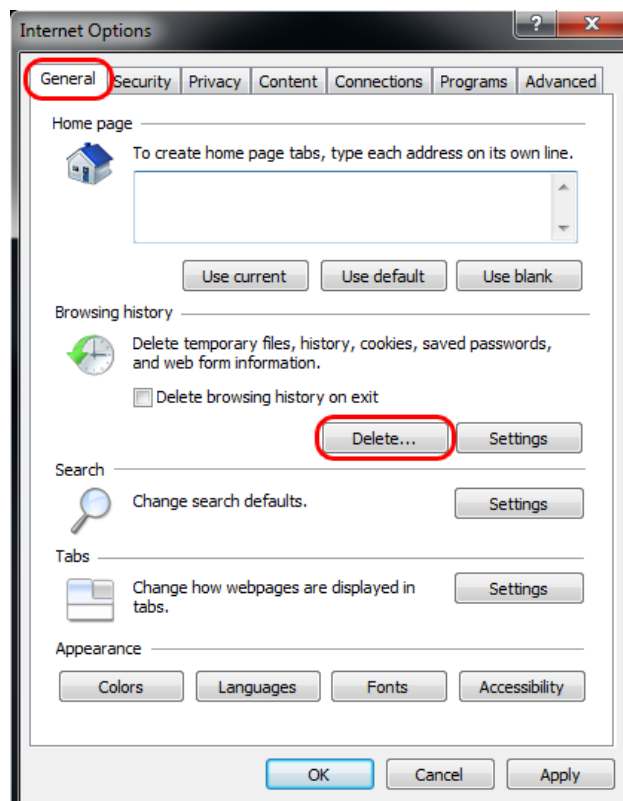 Internet Options
?
X
General Security Privacy Content Connections Programs Advanced
Home page
To create home page tabs, type each address on its own line.
Use current Use default Use blank
Browsing history
Delete temporary files, history, cookies, saved passwords,
and web form information.
Delete browsing history on exit
Delete... Settings
Search
Change search defaults. Settings
Tabs
Change how webpages are displayed in
tabs.
Settings
Appearance
Colors Languages Fonts Accessibility
OK Cancel Apply